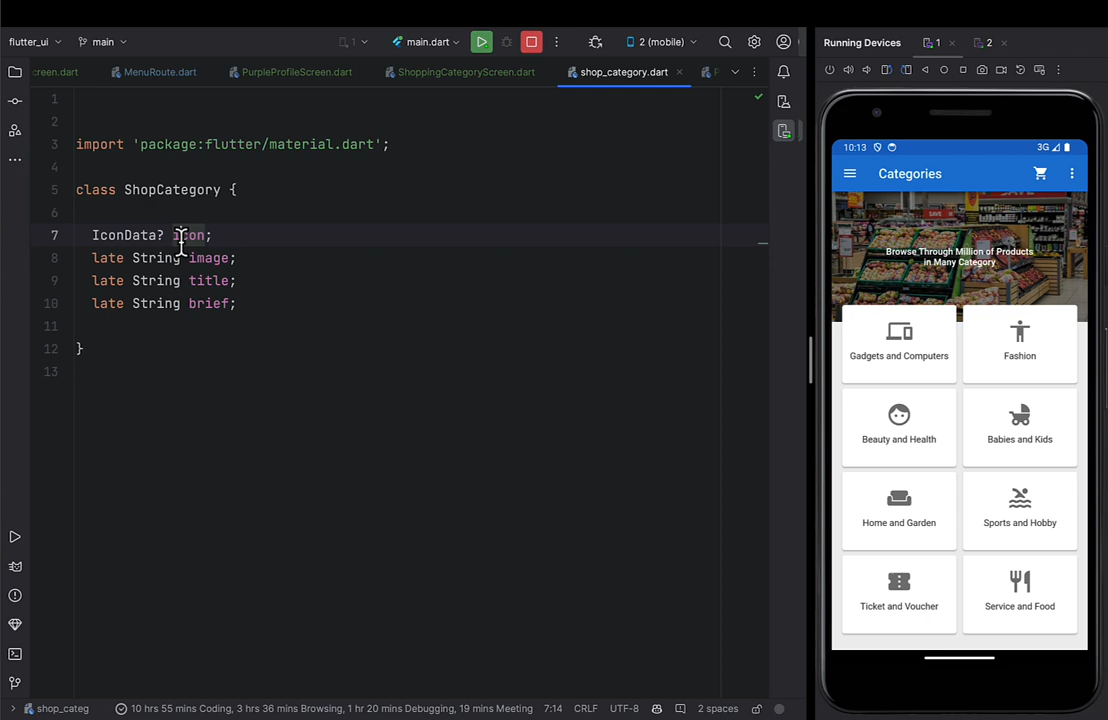 flutter_ui
main
1
main.dart
2 (mobile)
Running Devices
1
2
creen.dart
MenuRoute.dart
PurpleProfileScreen.dart
ShoppingCategoryScreen.dart
shop_category.dart
1
2
3 import 'package:flutter/material.dart';
4
5 class ShopCategory {
6
7 IconData? icon;
8 late String image;
9 late String title;
10 late String brief;
11
12 }
13
10:13
3G
Categories
SAVE
SAVE
Browse Through Million of Products
in Many Category
Gadgets and Computers
Fashion
Beauty and Health
Babies and Kids
Home and Garden
Sports and Hobby
Ticket and Voucher
Service and Food
shop_categ
10 hrs 55 mins Coding, 3 hrs 36 mins Browsing, 1 hr 20 mins Debugging, 19 mins Meeting
7:14
CRLF
UTF-8
2 spaces